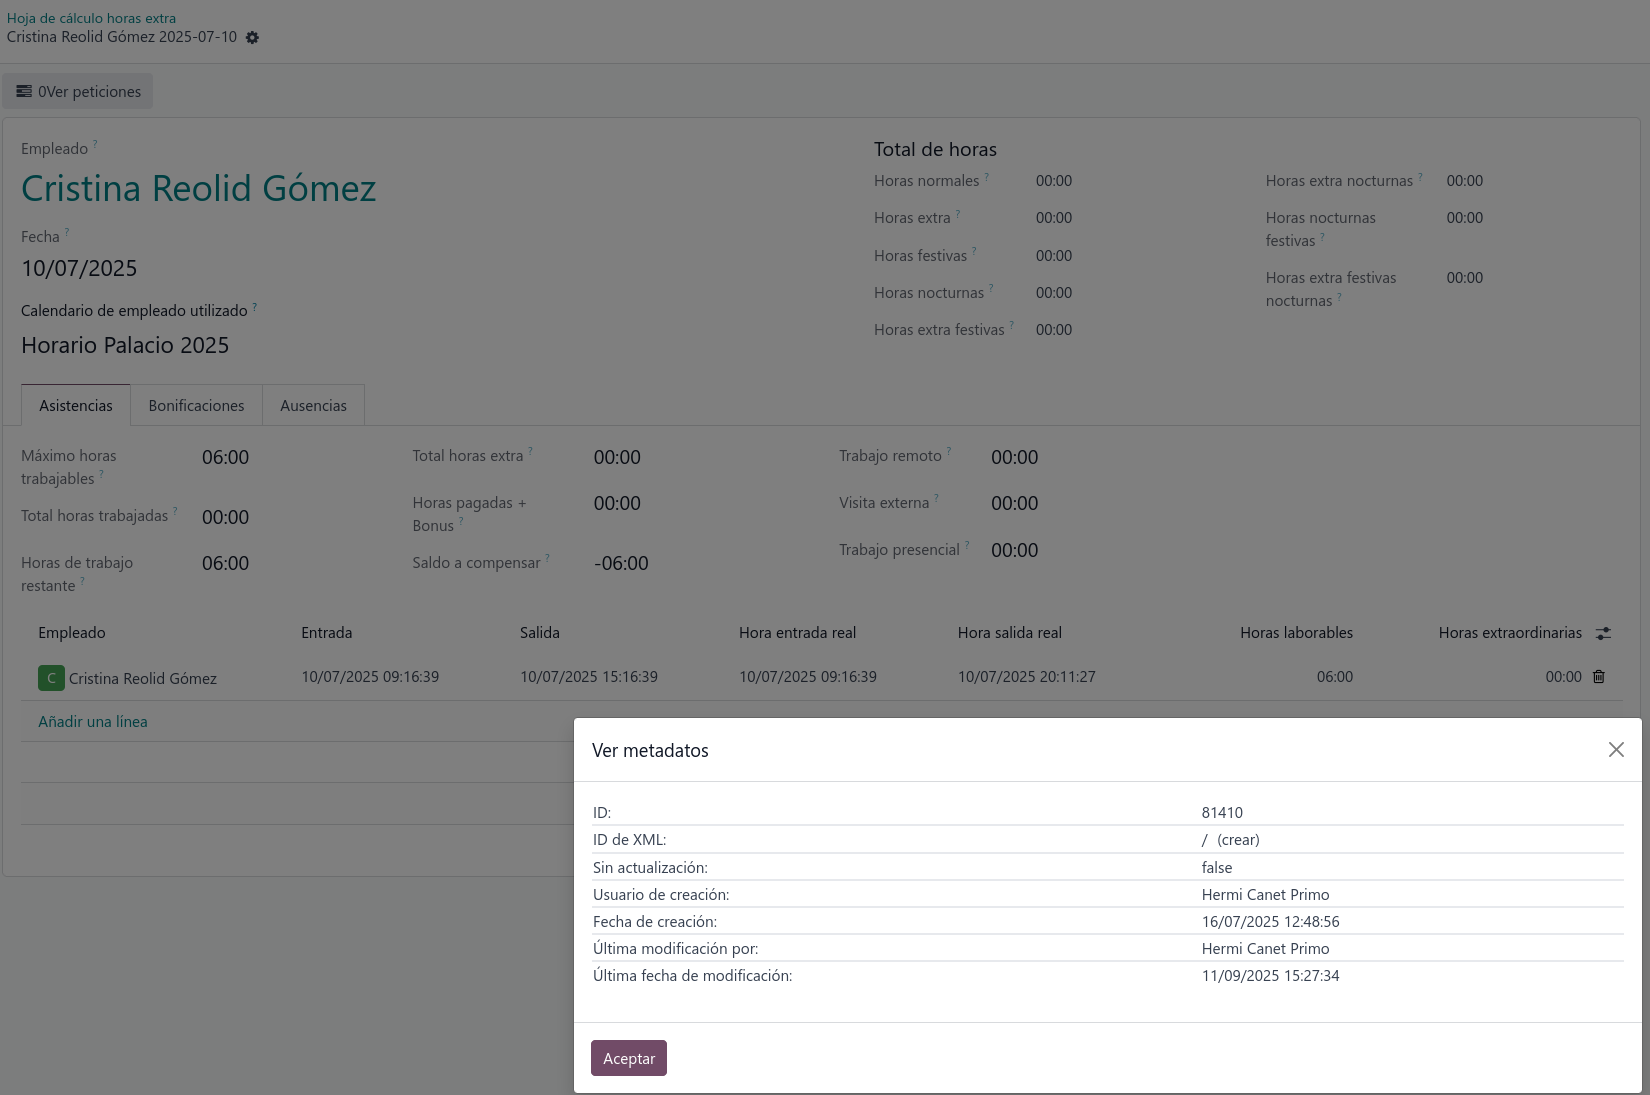 Hoja de cálculo horas extra
Cristina Reolid Gómez 2025-07-10
0Ver peticiones
Empleado ?
Cristina Reolid Gómez
Fecha ?
10/07/2025
Calendario de empleado utilizado ?
Horario Palacio 2025
Total de horas
Horas normales ? 00:00
Horas extra ? 00:00
Horas festivas ? 00:00
Horas nocturnas ? 00:00
Horas extra festivas ? 00:00
Horas extra nocturnas ? 00:00
Horas nocturnas 00:00
festivas ?
Horas extra festivas 00:00
nocturnas ?
Asistencias Bonificaciones Ausencias
Máximo horas 06:00
trabajables ?
Total horas trabajadas ? 00:00
Horas de trabajo 06:00
restante ?
Total horas extra ? 00:00
Horas pagadas + 00:00
Bonus ?
Saldo a compensar ? -06:00
Trabajo remoto ? 00:00
Visita externa ? 00:00
Trabajo presencial ? 00:00
Empleado Entrada Salida Hora entrada real Hora salida real Horas laborables Horas extraordinarias
C Cristina Reolid Gómez 10/07/2025 09:16:39 10/07/2025 15:16:39 10/07/2025 09:16:39 10/07/2025 20:11:27 06:00 00:00
Añadir una línea
Ver metadatos
ID: 81410
ID de XML: / (crear)
Sin actualización: false
Usuario de creación: Hermi Canet Primo
Fecha de creación: 16/07/2025 12:48:56
Última modificación por: Hermi Canet Primo
Última fecha de modificación: 11/09/2025 15:27:34
Aceptar